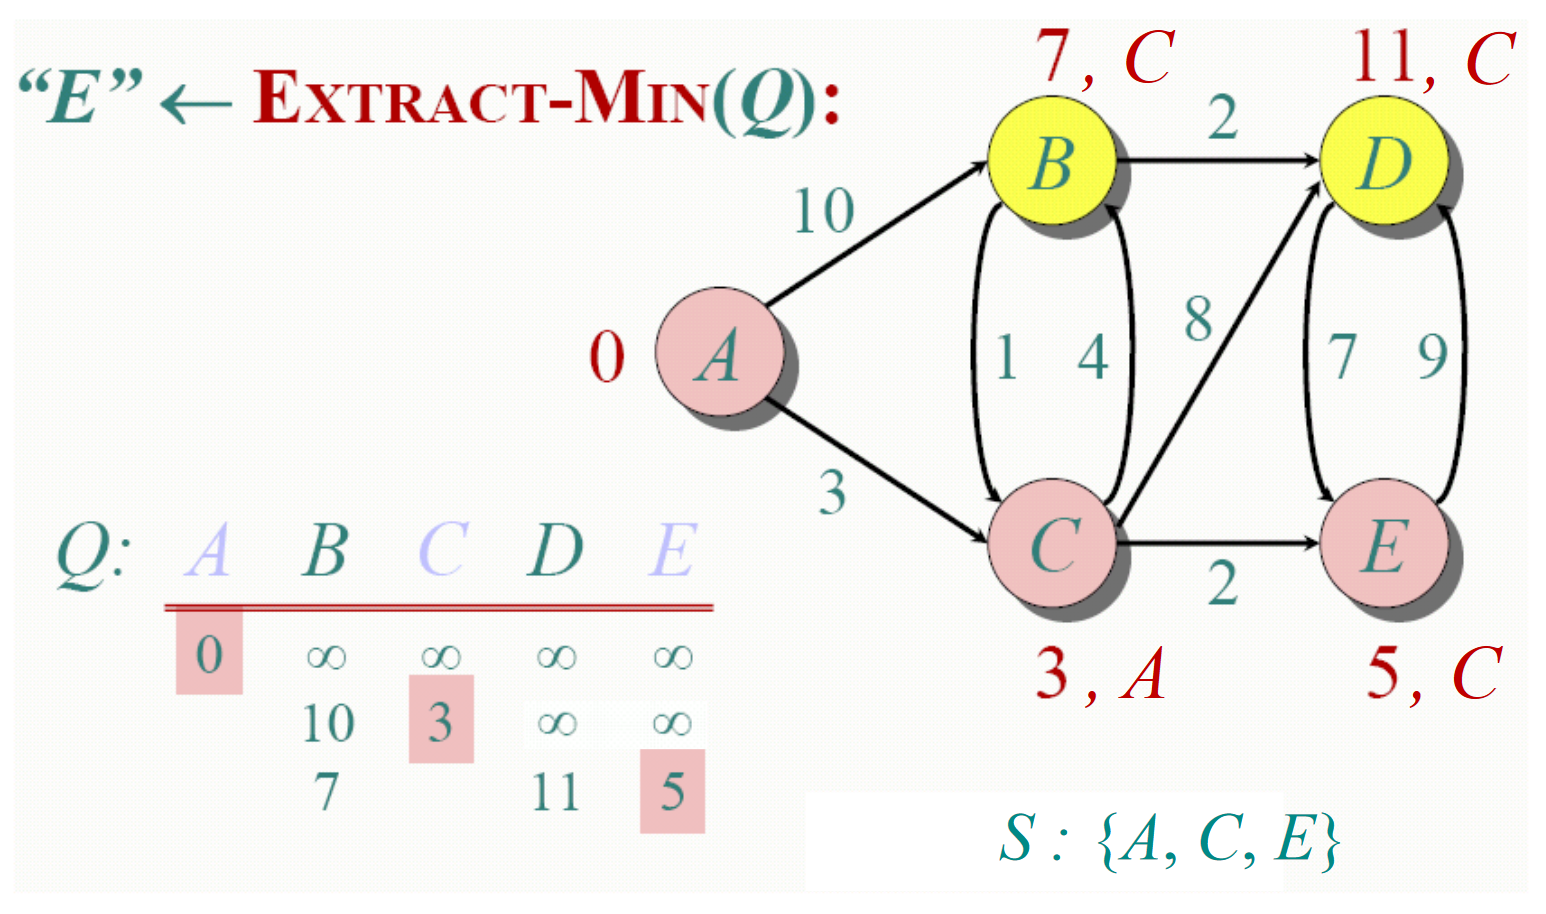 “E” ← EXTRACT-MIN(Q):
7, C
11, C
B
2
D
10
0
A
1
4
8
7
9
3
C
2
E
3, A
5, C
Q: A B C D E
0 ∞ ∞ ∞ ∞
10 3 ∞ ∞
7 11 5
S : {A, C, E}